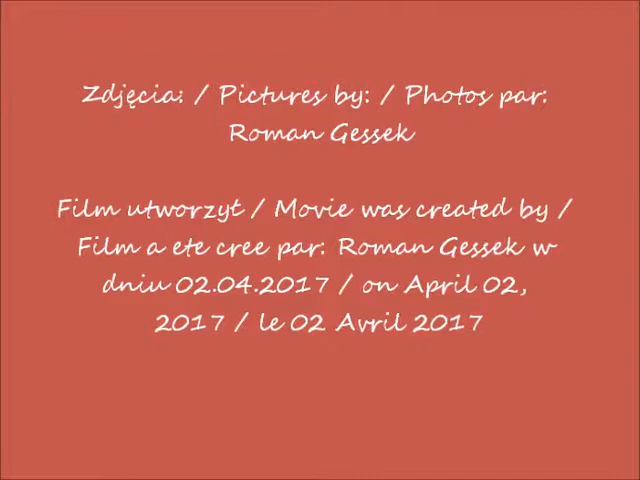 Zdjęcia: / Pictures by: / Photos par:
Roman Gessek
Film utworzył / Movie was created by /
Film a ete cree par: Roman Gessek w
dniu 02.04.2017 / on April 02,
2017 / le 02 Avril 2017